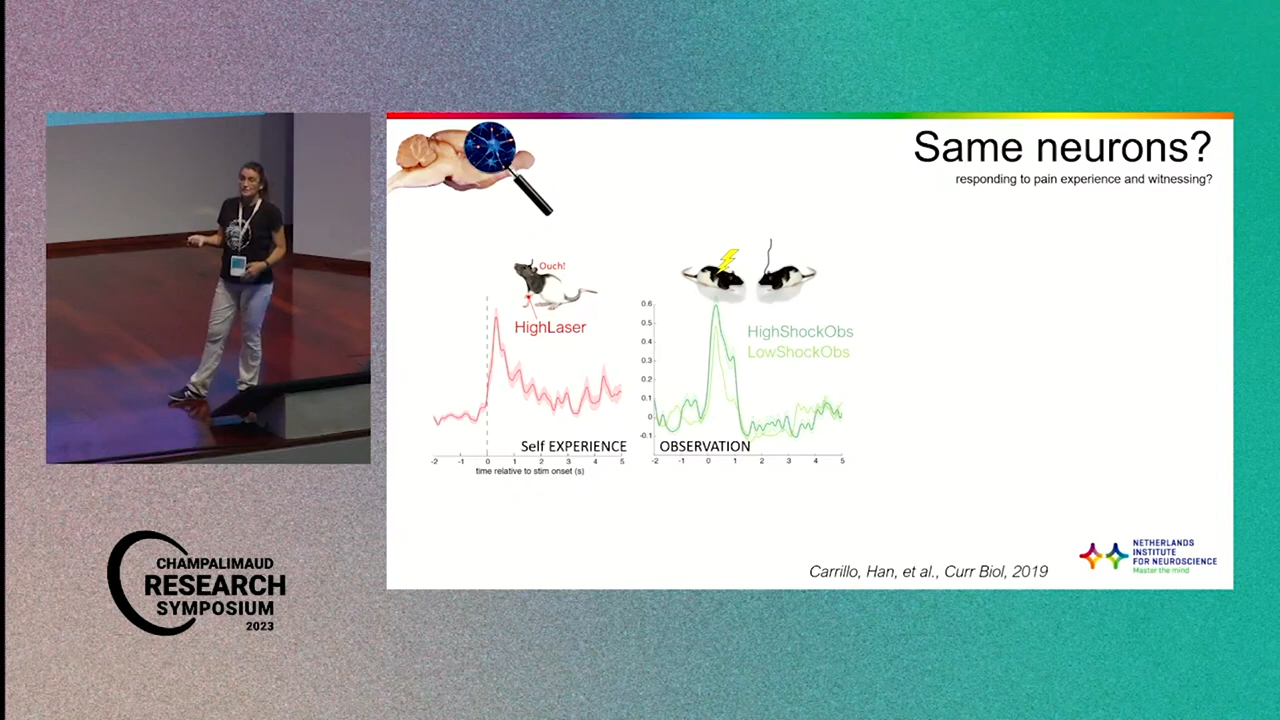 Same neurons?
responding to pain experience and witnessing?
Ouch!
HighLaser
Self EXPERIENCE
-2 -1 0 1 2 3 4 5
time relative to stim onset (s)
0.6
0.5
0.4
0.3
0.2
0.1
0
-0.1
HighShockObs
LowShockObs
OBSERVATION
-2 -1 0 1 2 3 4 5
Carrillo, Han, et al., Curr Biol, 2019
NETHERLANDS
INSTITUTE
FOR NEUROSCIENCE
Master the mind
CHAMPALIMAUD
RESEARCH
SYMPOSIUM
2023